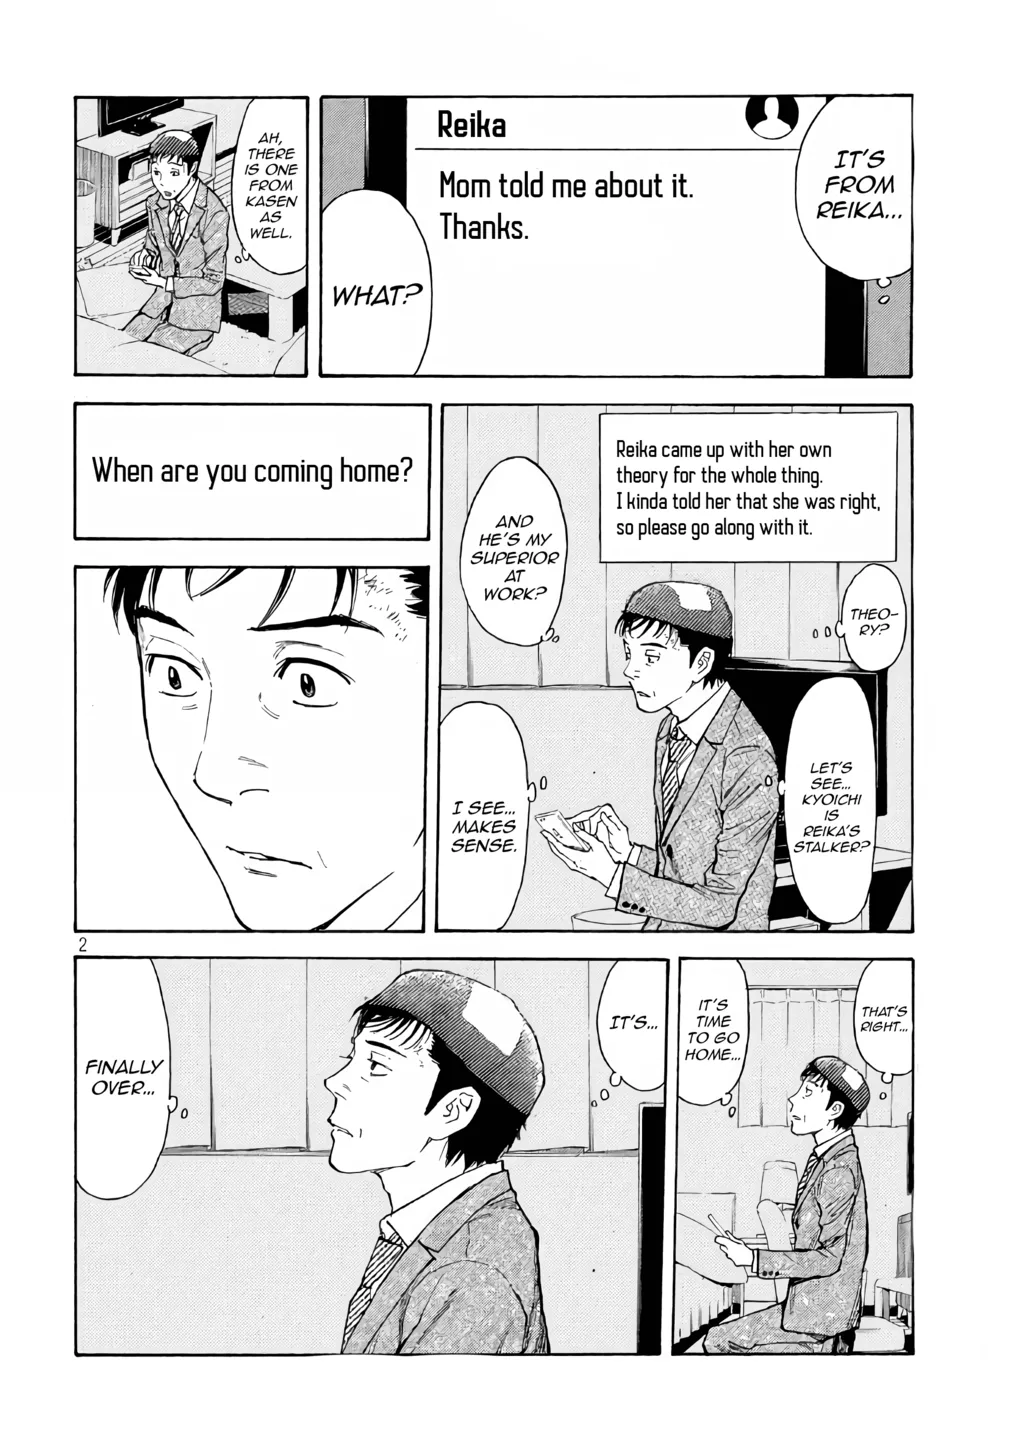 IT'S
FROM
REIKA...
Reika
Mom told me about it.
Thanks.
WHAT?
AH,
THERE
IS ONE
FROM
KASEN
AS
WELL.
Reika came up with her own
theory for the whole thing.
I kinda told her that she was right,
so please go along with it.
THEO-
RY?
LET'S
SEE...
KYOICHI
IS
REIKA'S
STALKER?
AND
HE'S MY
SUPERIOR
AT
WORK?
I SEE...
MAKES
SENSE.
When are you coming home?
2
THAT'S
RIGHT...
IT'S
TIME
TO GO
HOME...
IT'S...
FINALLY
OVER...